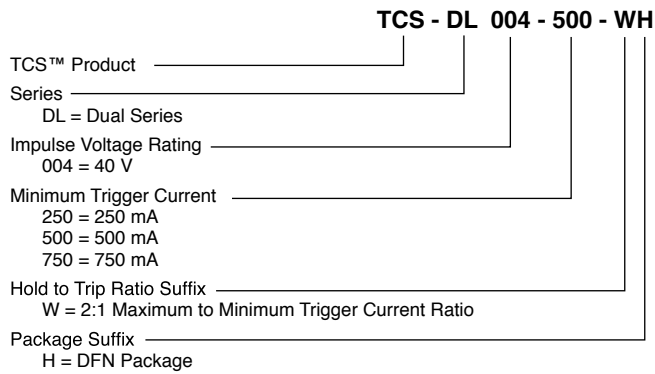 TCS - DL 004 - 500 - WH
TCS™ Product
Series
DL = Dual Series
Impulse Voltage Rating
004 = 40 V
Minimum Trigger Current
250 = 250 mA
500 = 500 mA
750 = 750 mA
Hold to Trip Ratio Suffix
W = 2:1 Maximum to Minimum Trigger Current Ratio
Package Suffix
H = DFN Package